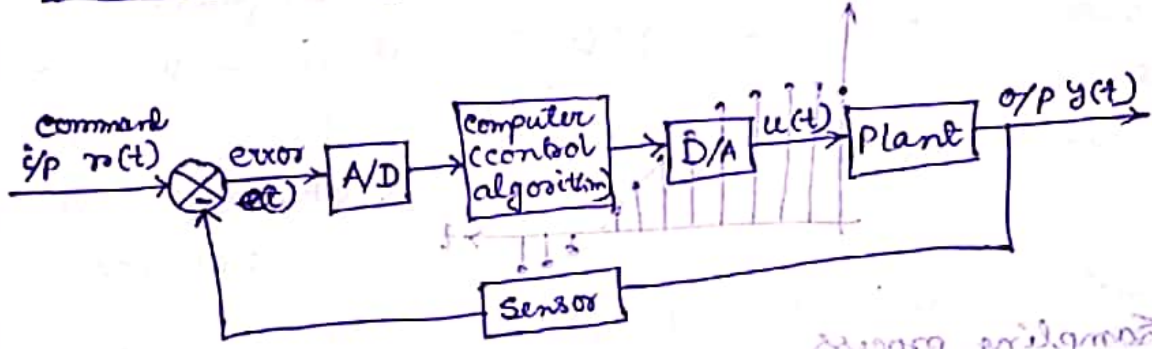 command
i/p r(t)
error
e(t)
A/D
computer
(control
algorithm)
D/A
u(t)
Plant
o/p y(t)
Sensor